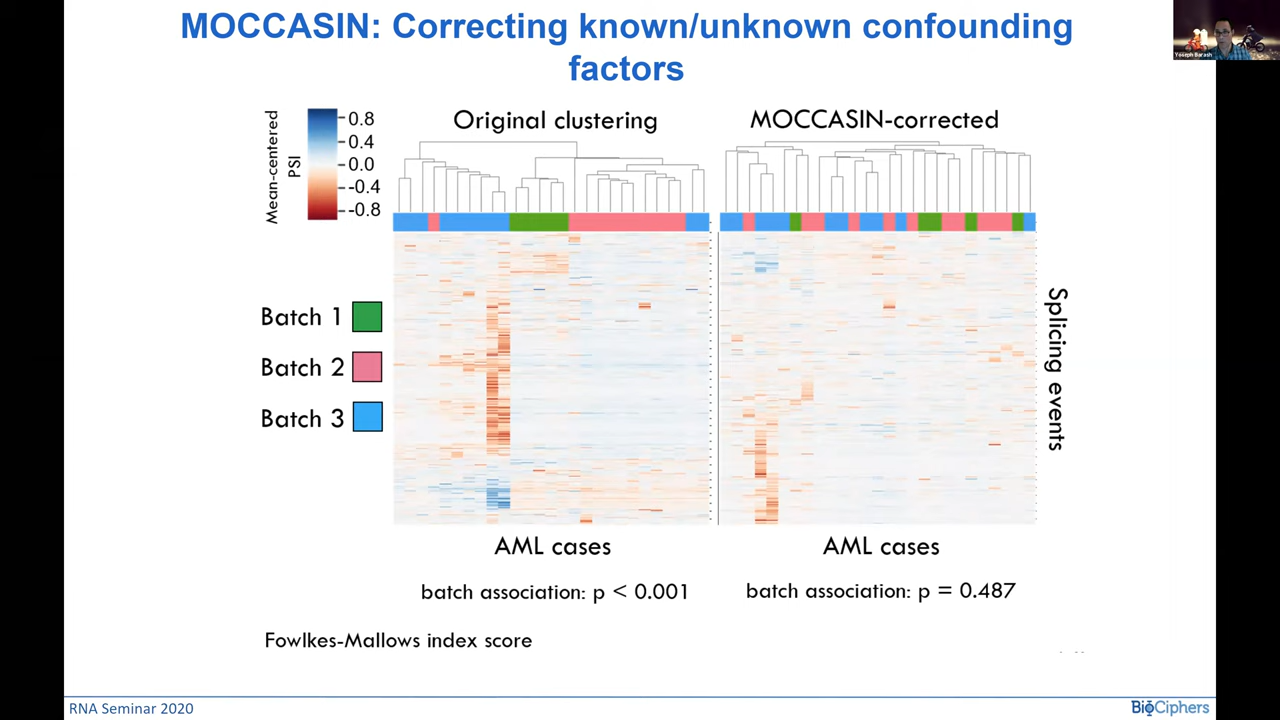 MOCCASIN: Correcting known/unknown confounding
factors
Yoseph Barash
Mean-centered
PSI
0.8
0.4
0.0
-0.4
-0.8
Original clustering
MOCCASIN-corrected
Batch 1
Batch 2
Batch 3
Splicing events
AML cases
AML cases
batch association: p < 0.001
batch association: p = 0.487
Fowlkes-Mallows index score
RNA Seminar 2020
BioCiphers